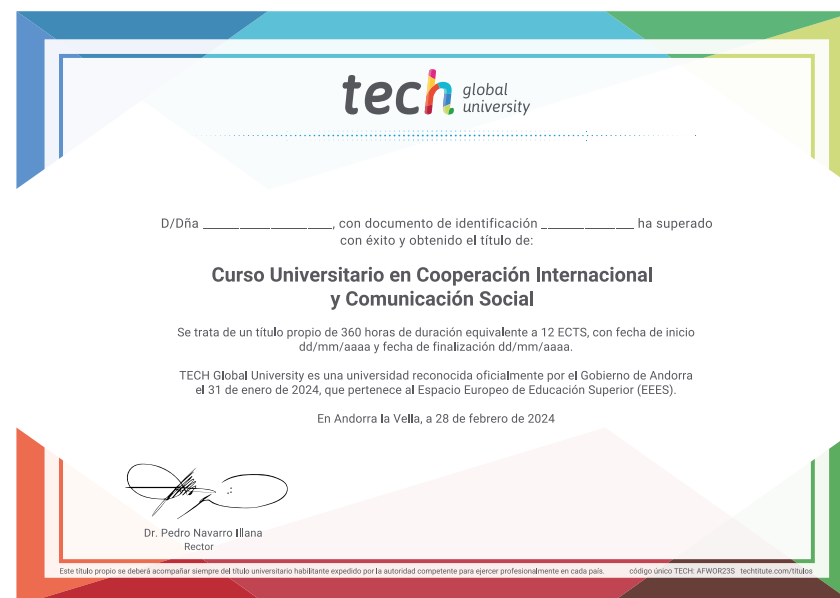 tech global university
D/Dña ____________________, con documento de identificación ______________ ha superado
con éxito y obtenido el título de:
Curso Universitario en Cooperación Internacional
y Comunicación Social
Se trata de un título propio de 360 horas de duración equivalente a 12 ECTS, con fecha de inicio
dd/mm/aaaa y fecha de finalización dd/mm/aaaa.
TECH Global University es una universidad reconocida oficialmente por el Gobierno de Andorra
el 31 de enero de 2024, que pertenece al Espacio Europeo de Educación Superior (EEES).
En Andorra la Vella, a 28 de febrero de 2024
Dr. Pedro Navarro Illana
Rector
Este título propio se deberá acompañar siempre del título universitario habilitante expedido por la autoridad competente para ejercer profesionalmente en cada país. código único TECH: AFWOR23S techtitute.com/titulos